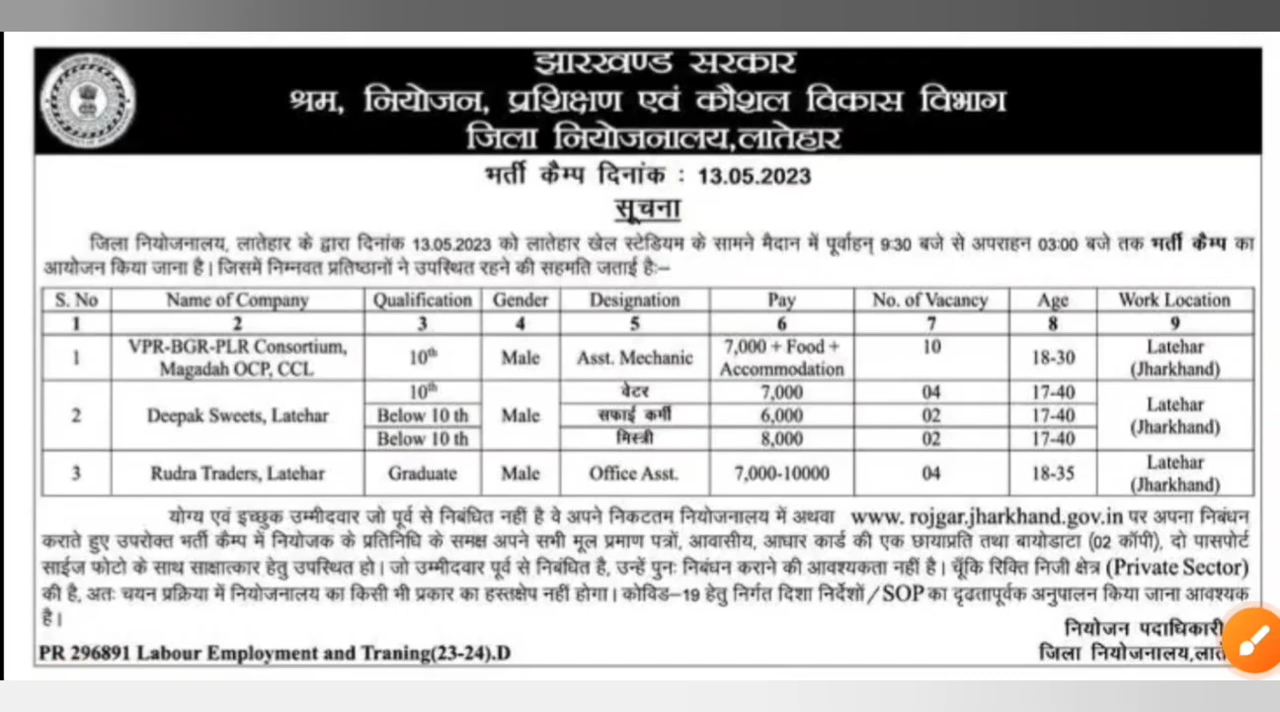 झारखण्ड सरकार
श्रम, नियोजन, प्रशिक्षण एवं कौशल विकास विभाग
जिला नियोजनालय,लातेहार
भर्ती कैम्प दिनांक : 13.05.2023
सूचना
जिला नियोजनालय, लातेहार के द्वारा दिनांक 13.05.2023 को लातेहार खेल स्टेडियम के सामने मैदान में पूर्वाहन् 9:30 बजे से अपराहन 03:00 बजे तक भर्ती कैम्प का
आयोजन किया जाना है। जिसमें निम्नवत प्रतिष्ठानों ने उपस्थित रहने की सहमति जताई हैः–
S. No Name of Company Qualification Gender Designation Pay No. of Vacancy Age Work Location
1 2 3 4 5 6 7 8 9
1 VPR-BGR-PLR Consortium, Magadah OCP, CCL 10th Male Asst. Mechanic 7,000 + Food + Accommodation 10 18-30 Latehar (Jharkhand)
2 Deepak Sweets, Latehar 10th Male वेटर 7,000 04 17-40 Latehar (Jharkhand)
Below 10 th सफाई कर्मी 6,000 02 17-40
Below 10 th मिस्त्री 8,000 02 17-40
3 Rudra Traders, Latehar Graduate Male Office Asst. 7,000-10000 04 18-35 Latehar (Jharkhand)
योग्य एवं इच्छुक उम्मीदवार जो पूर्व से निबंधित नहीं है वे अपने निकटतम नियोजनालय में अथवा www. rojgar.jharkhand.gov.in पर अपना निबंधन
कराते हुए उपरोक्त भर्ती कैम्प में नियोजक के प्रतिनिधि के समक्ष अपने सभी मूल प्रमाण पत्रों, आवासीय, आधार कार्ड की एक छायाप्रति तथा बायोडाटा (02 कॉपी), दो पासपोर्ट
साईज फोटो के साथ साक्षात्कार हेतु उपस्थित हो। जो उम्मीदवार पूर्व से निबंधित है, उन्हें पुनः निबंधन कराने की आवश्यकता नहीं है। चूँकि रिक्ति निजी क्षेत्र (Private Sector)
की है, अतः चयन प्रक्रिया में नियोजनालय का किसी भी प्रकार का हस्तक्षेप नहीं होगा। कोविड–19 हेतु निर्गत दिशा निर्देशों/SOP का दृढतापूर्वक अनुपालन किया जाना आवश्यक
है।
नियोजन पदाधिकारी
PR 296891 Labour Employment and Traning(23-24).D जिला नियोजनालय,लाते